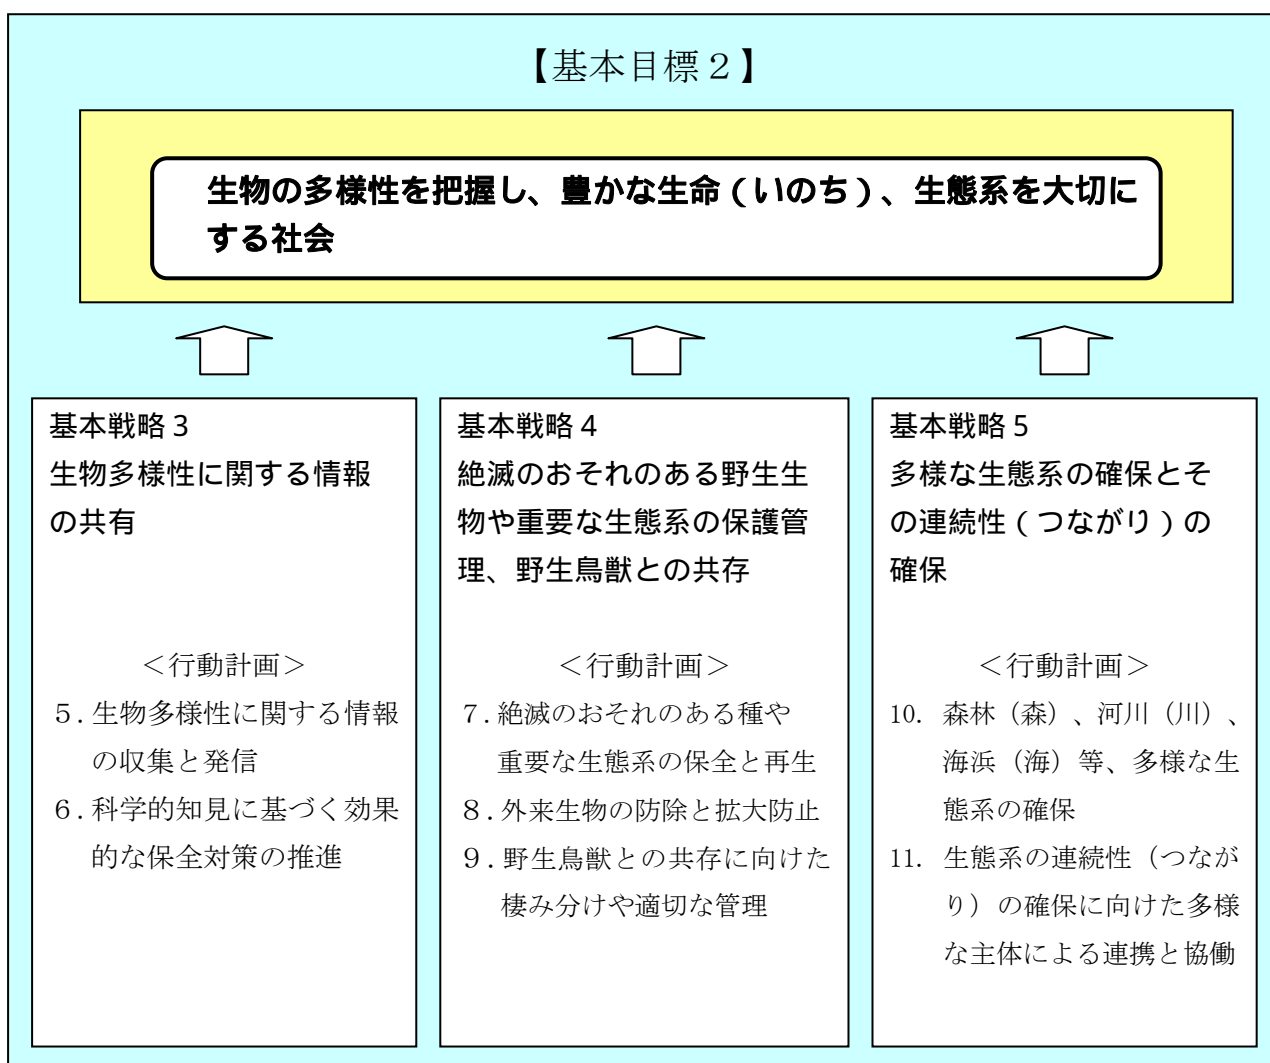 【基本目標２】
生物の多様性を把握し、豊かな生命（いのち）、生態系を大切に
する社会
基本戦略３
生物多様性に関する情報
の共有
＜行動計画＞
５. 生物多様性に関する情報
の収集と発信
６. 科学的知見に基づく効果
的な保全対策の推進
基本戦略４
絶滅のおそれのある野生生
物や重要な生態系の保護管
理、野生鳥獣との共存
＜行動計画＞
７. 絶滅のおそれのある種や
重要な生態系の保全と再生
８. 外来生物の防除と拡大防止
９. 野生鳥獣との共存に向けた
棲み分けや適切な管理
基本戦略５
多様な生態系の確保とそ
の連続性（つながり）の
確保
＜行動計画＞
10. 森林（森）、河川（川）、
海浜（海）等、多様な生
態系の確保
11. 生態系の連続性（つなが
り）の確保に向けた多様
な主体による連携と協働